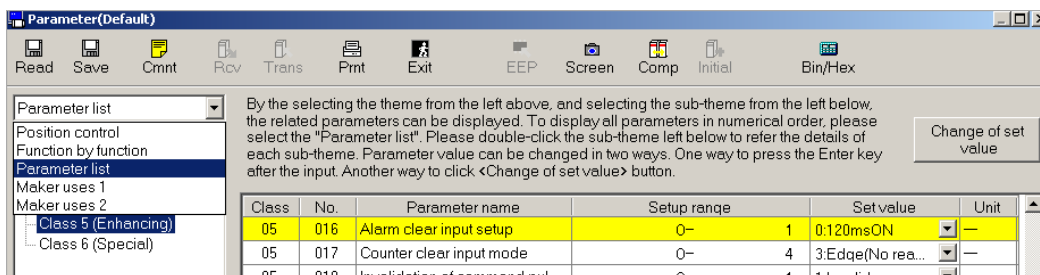 Parameter(Default)
Read Save Cmnt Rcv Trans Prnt Exit EEP Screen Comp Initial Bin/Hex
Parameter list
Position control
Function by function
Parameter list
Maker uses 1
Maker uses 2
Class 5 (Enhancing)
Class 6 (Special)
By the selecting the theme from the left above, and selecting the sub-theme from the left below,
the related parameters can be displayed. To display all parameters in numerical order, please
select the "Parameter list". Please double-click the sub-theme left below to refer the details of
each sub-theme. Parameter value can be changed in two ways. One way to press the Enter key
after the input. Another way to click <Change of set value> button.
Change of set
value
Class No. Parameter name Setup range Set value Unit
05 016 Alarm clear input setup 0– 1 0:120msON —
05 017 Counter clear input mode 0– 4 3:Edge(No rea... —